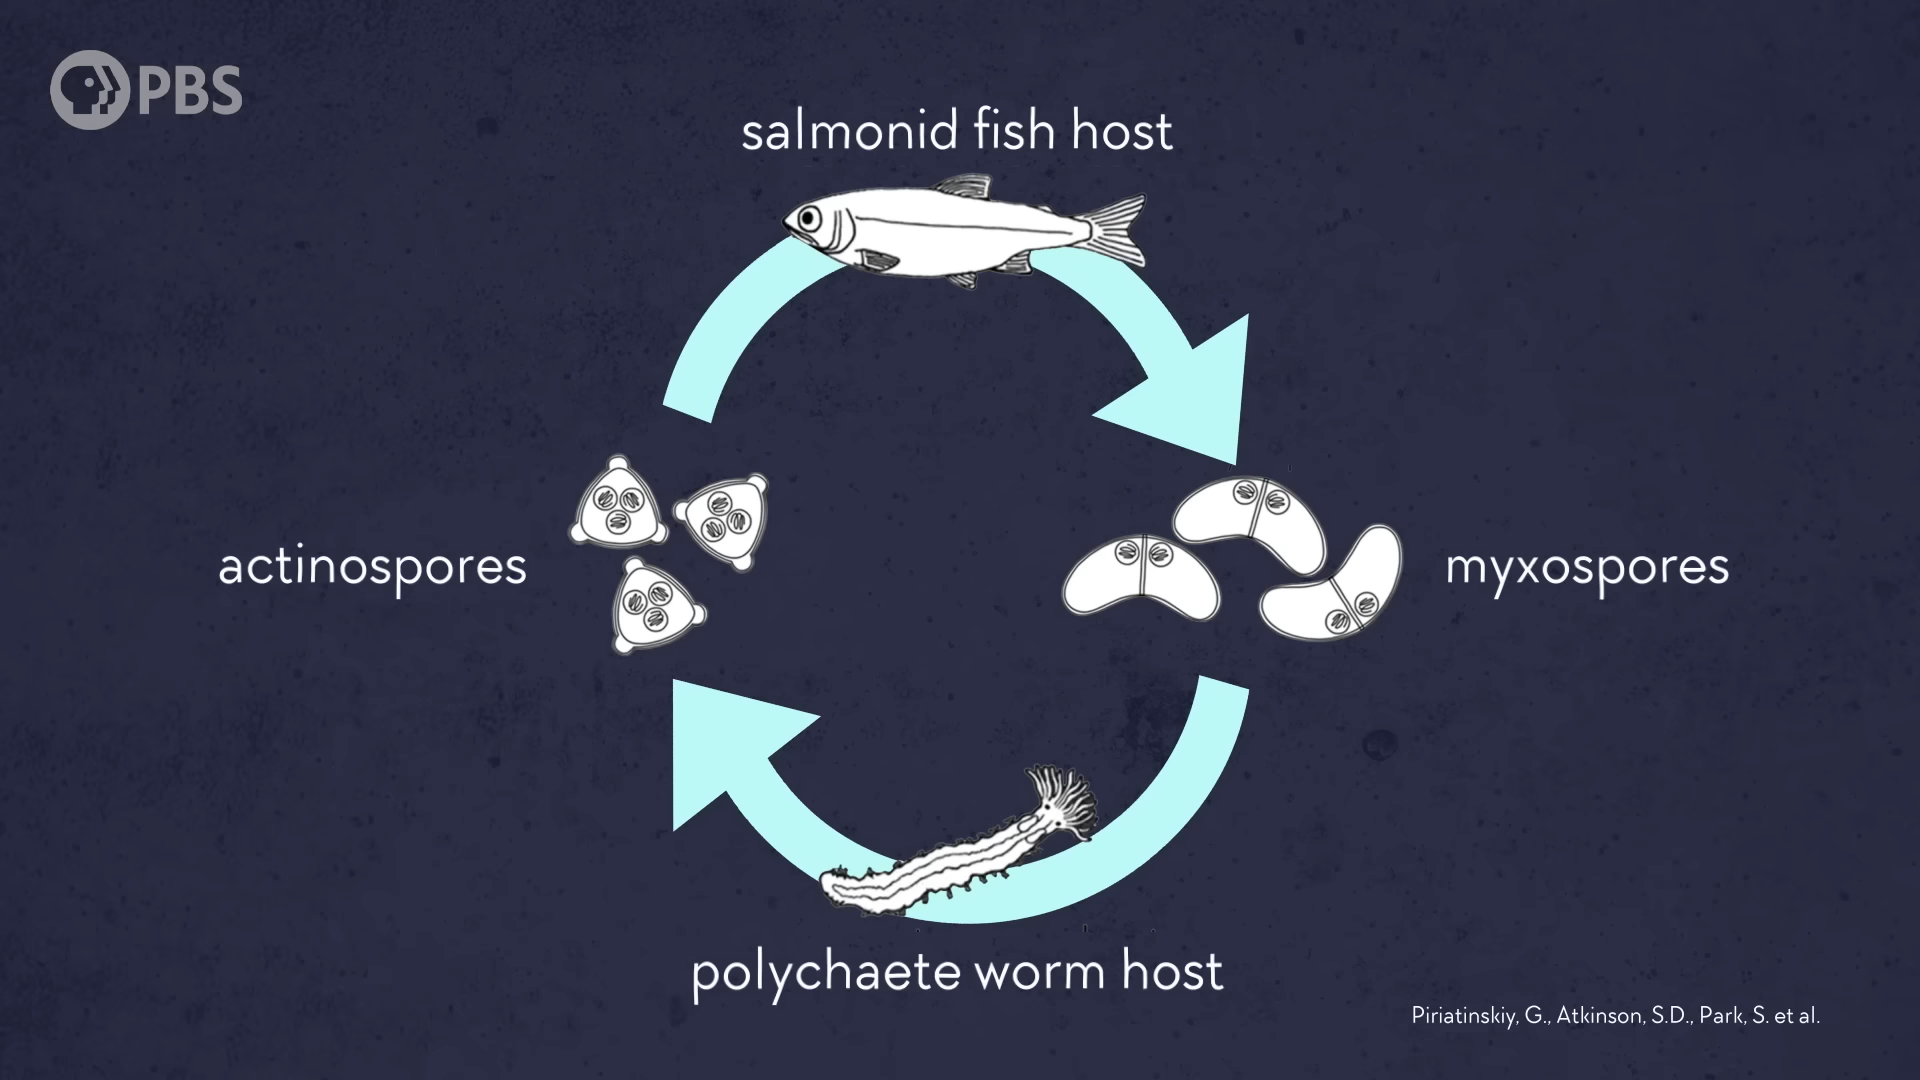 PBS
salmonid fish host
actinospores
myxospores
polychaete worm host
Piriatinskiy, G., Atkinson, S.D., Park, S. et al.